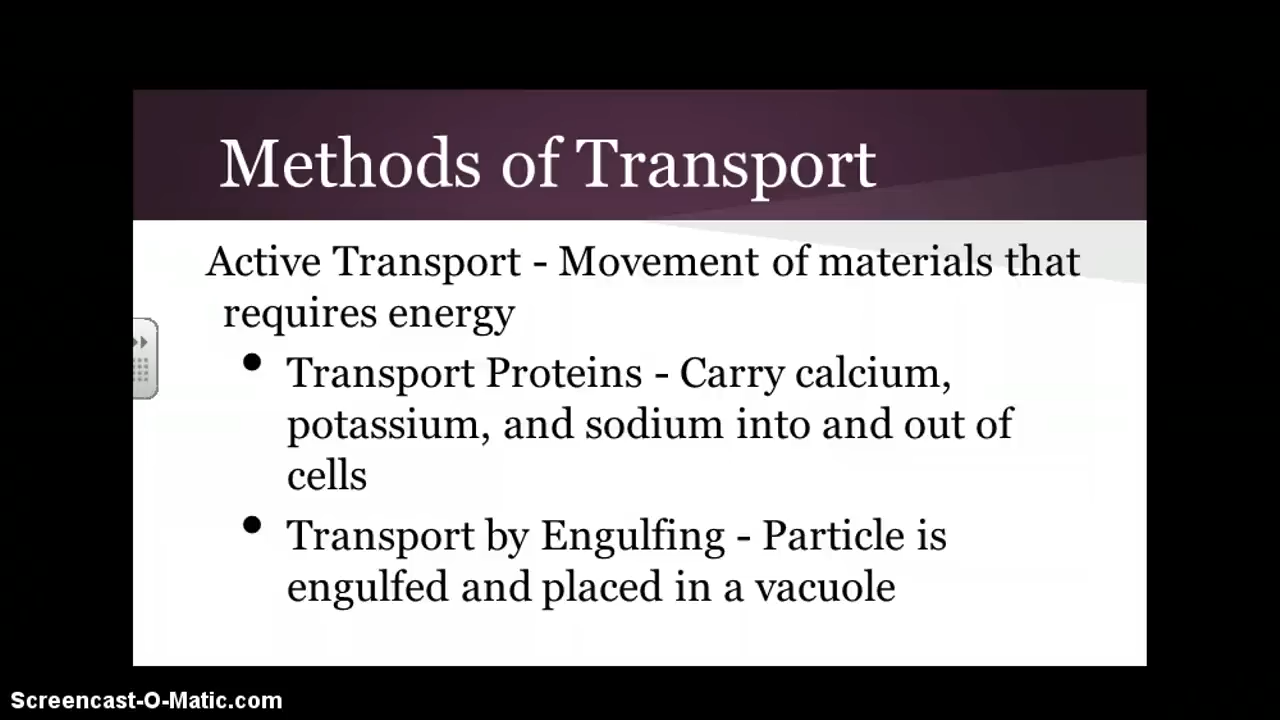 Methods of Transport
Active Transport - Movement of materials that
requires energy
• Transport Proteins - Carry calcium,
potassium, and sodium into and out of
cells
• Transport by Engulfing - Particle is
engulfed and placed in a vacuole
Screencast-O-Matic.com